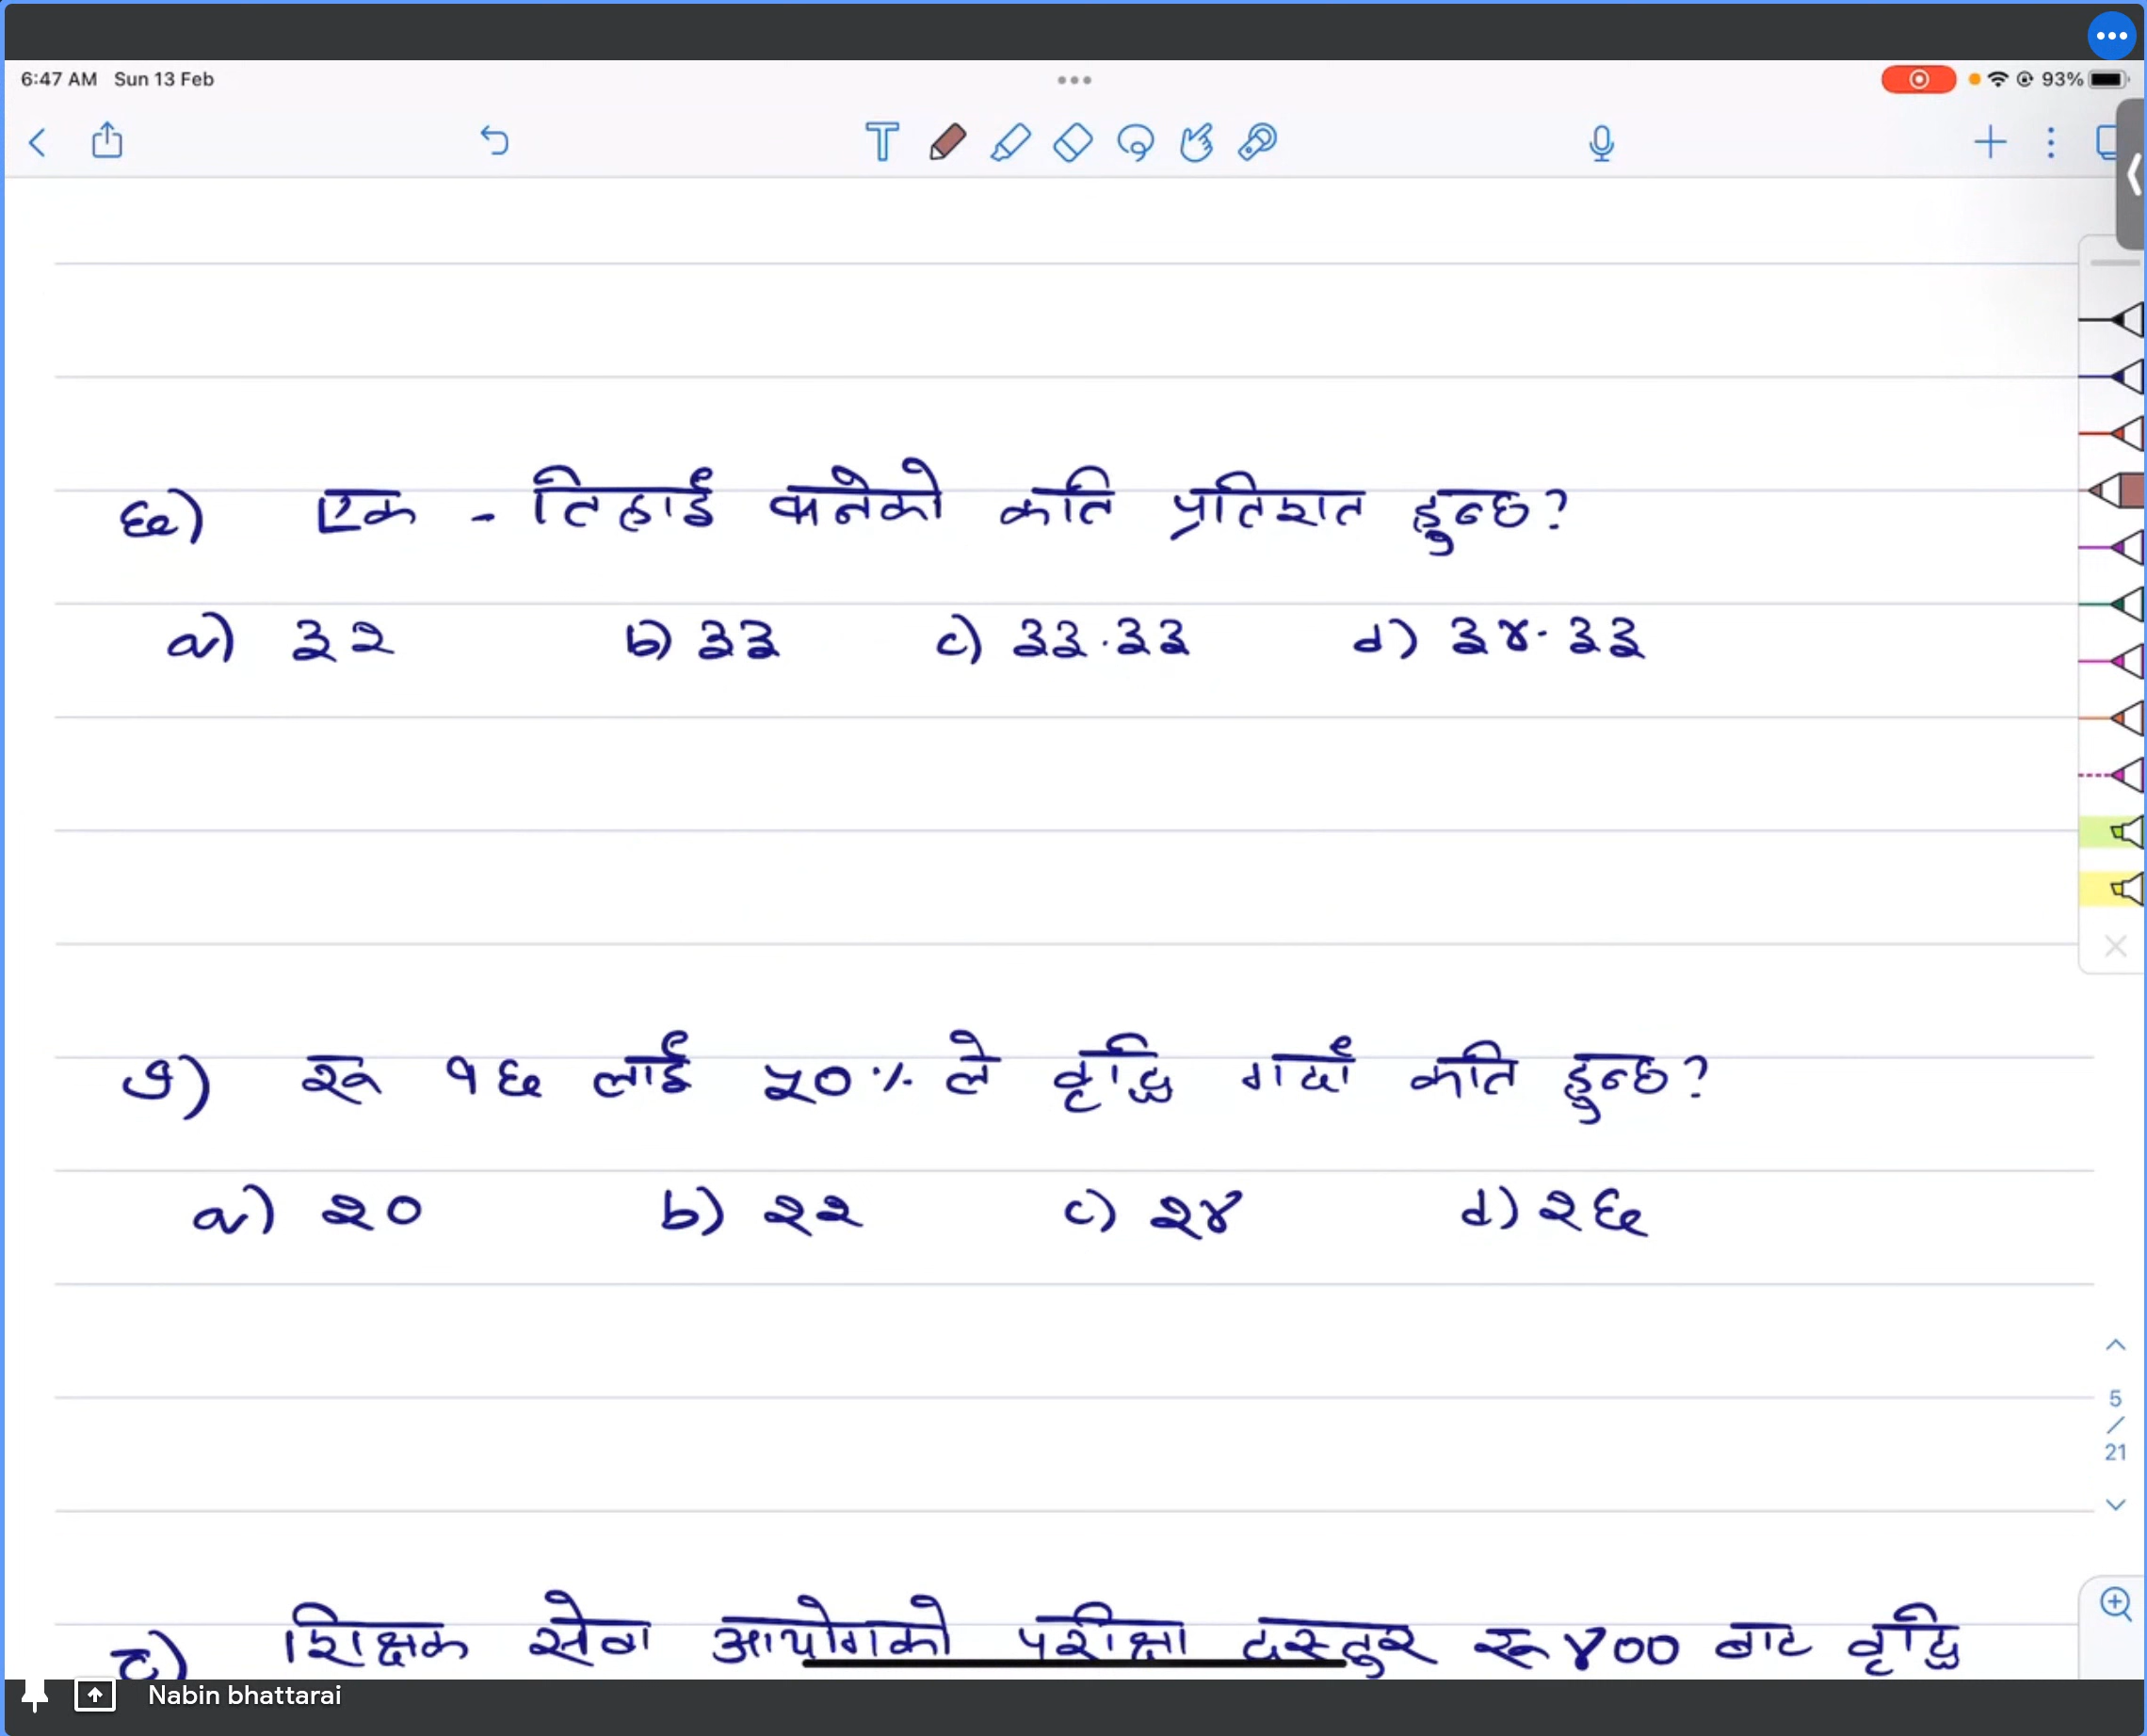 6:47 AM Sun 13 Feb
93%
६) एक - तिहाई भनेको कति प्रतिशत हुन्छ?
a) ३२ b) ३३ c) ३३.३३ d) ३४.३३
७) रू १६ लाई ५०% ले वृद्धि गर्दा कति हुन्छ?
a) २० b) २२ c) २४ d) २६
5
/
21
८) शिक्षक सेवा आयोगको परीक्षा दस्तुर रू ४०० बाट वृद्धि
Nabin bhattarai